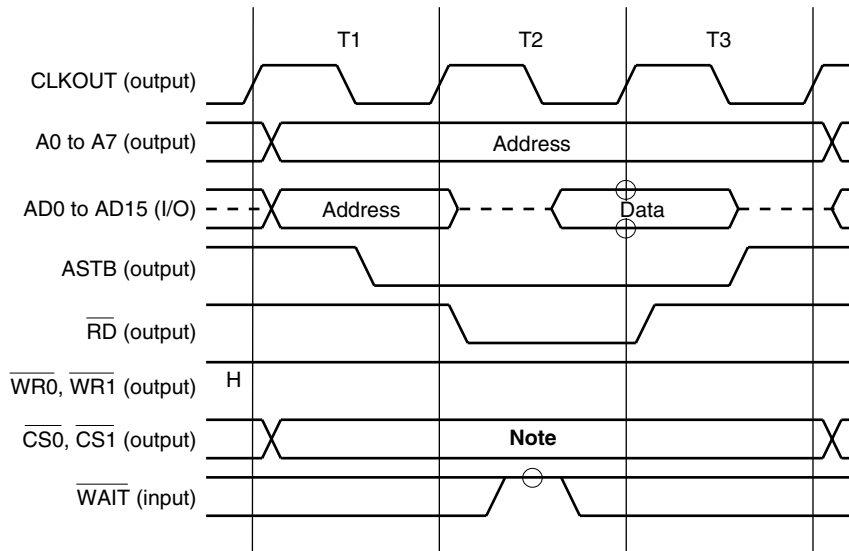 T1 T2 T3
CLKOUT (output)
A0 to A7 (output) Address
AD0 to AD15 (I/O) Address Data
ASTB (output)
RD (output)
WR0, WR1 (output) H
CS0, CS1 (output) Note
WAIT (input)